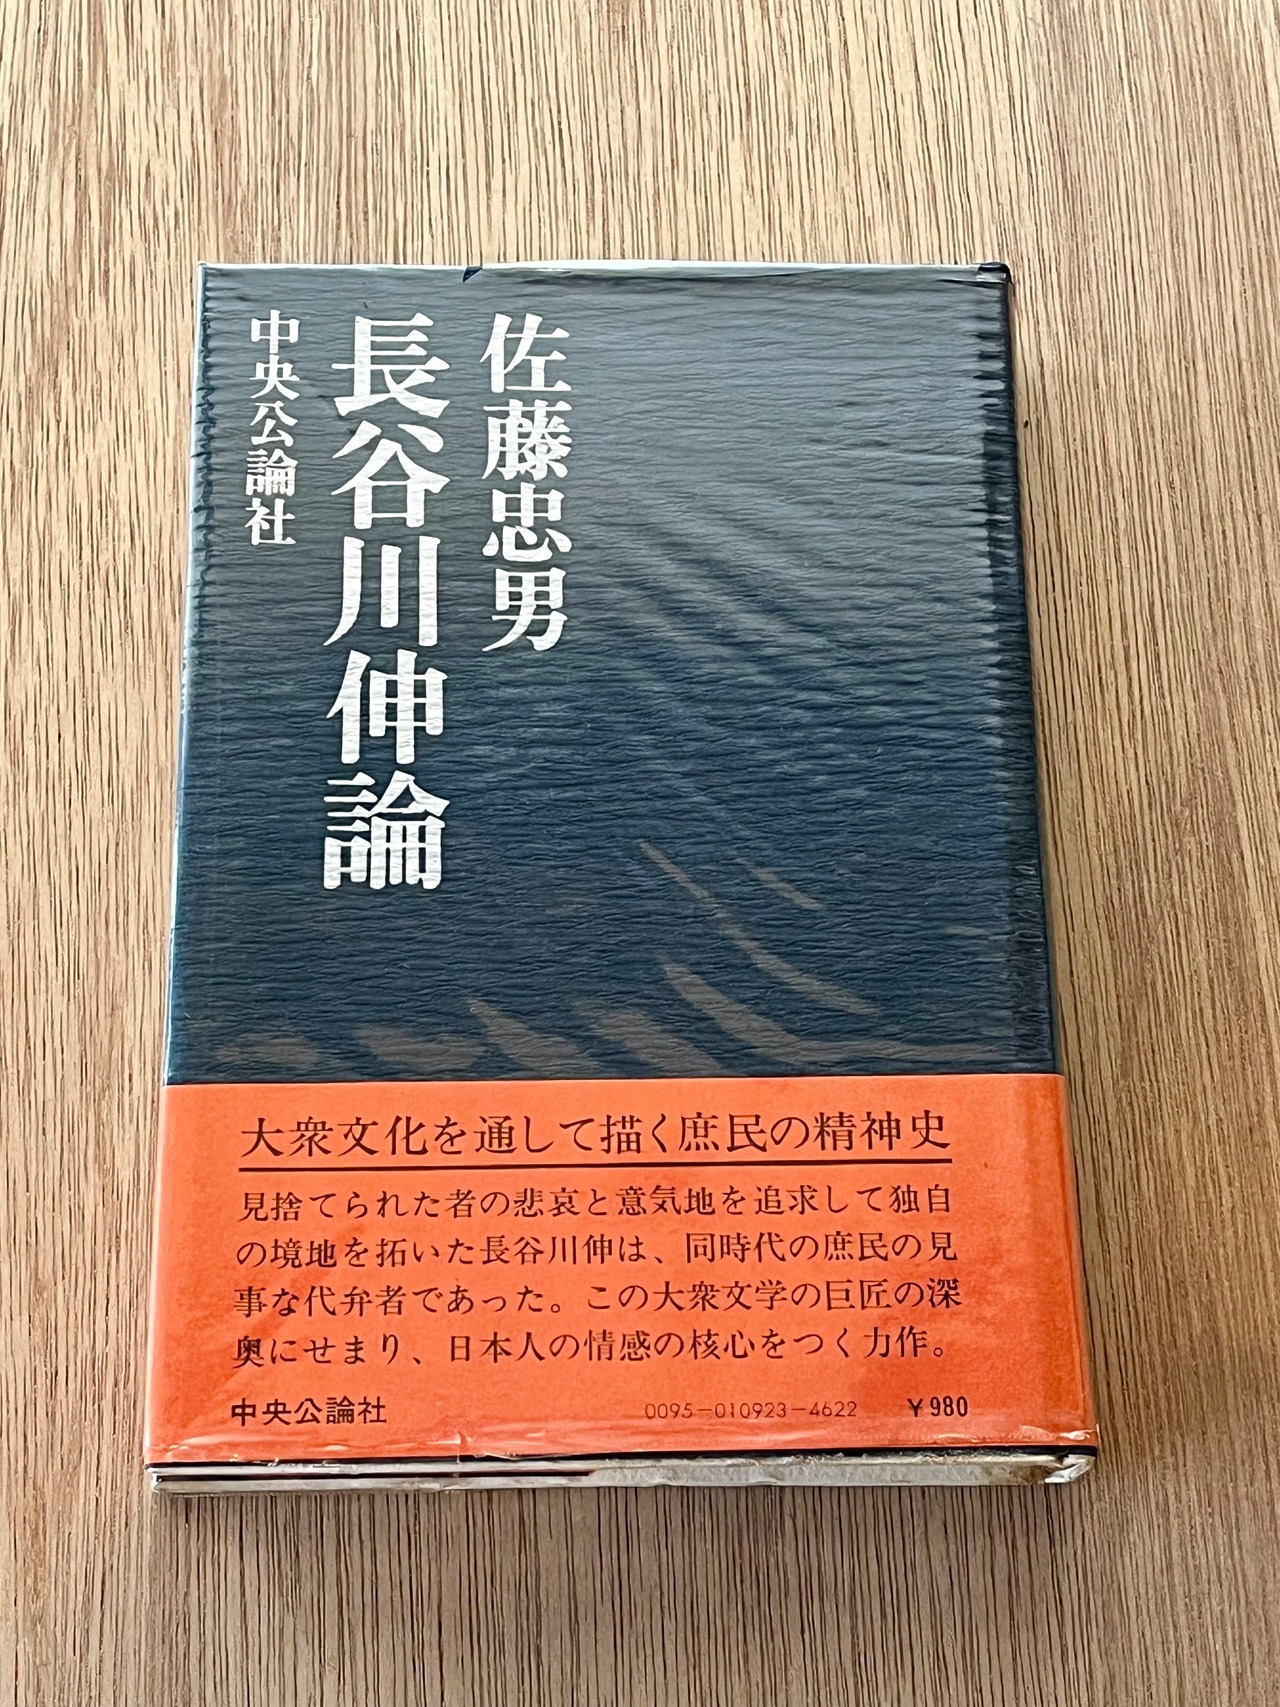 佐藤忠男
長谷川伸論
中央公論社
大衆文化を通して描く庶民の精神史
見捨てられた者の悲哀と意気地を追求して独自
の境地を拓いた長谷川伸は、同時代の庶民の見
事な代弁者であった。この大衆文学の巨匠の深
奥にせまり、日本人の情感の核心をつく力作。
中央公論社 0095-010923-4622 ¥980